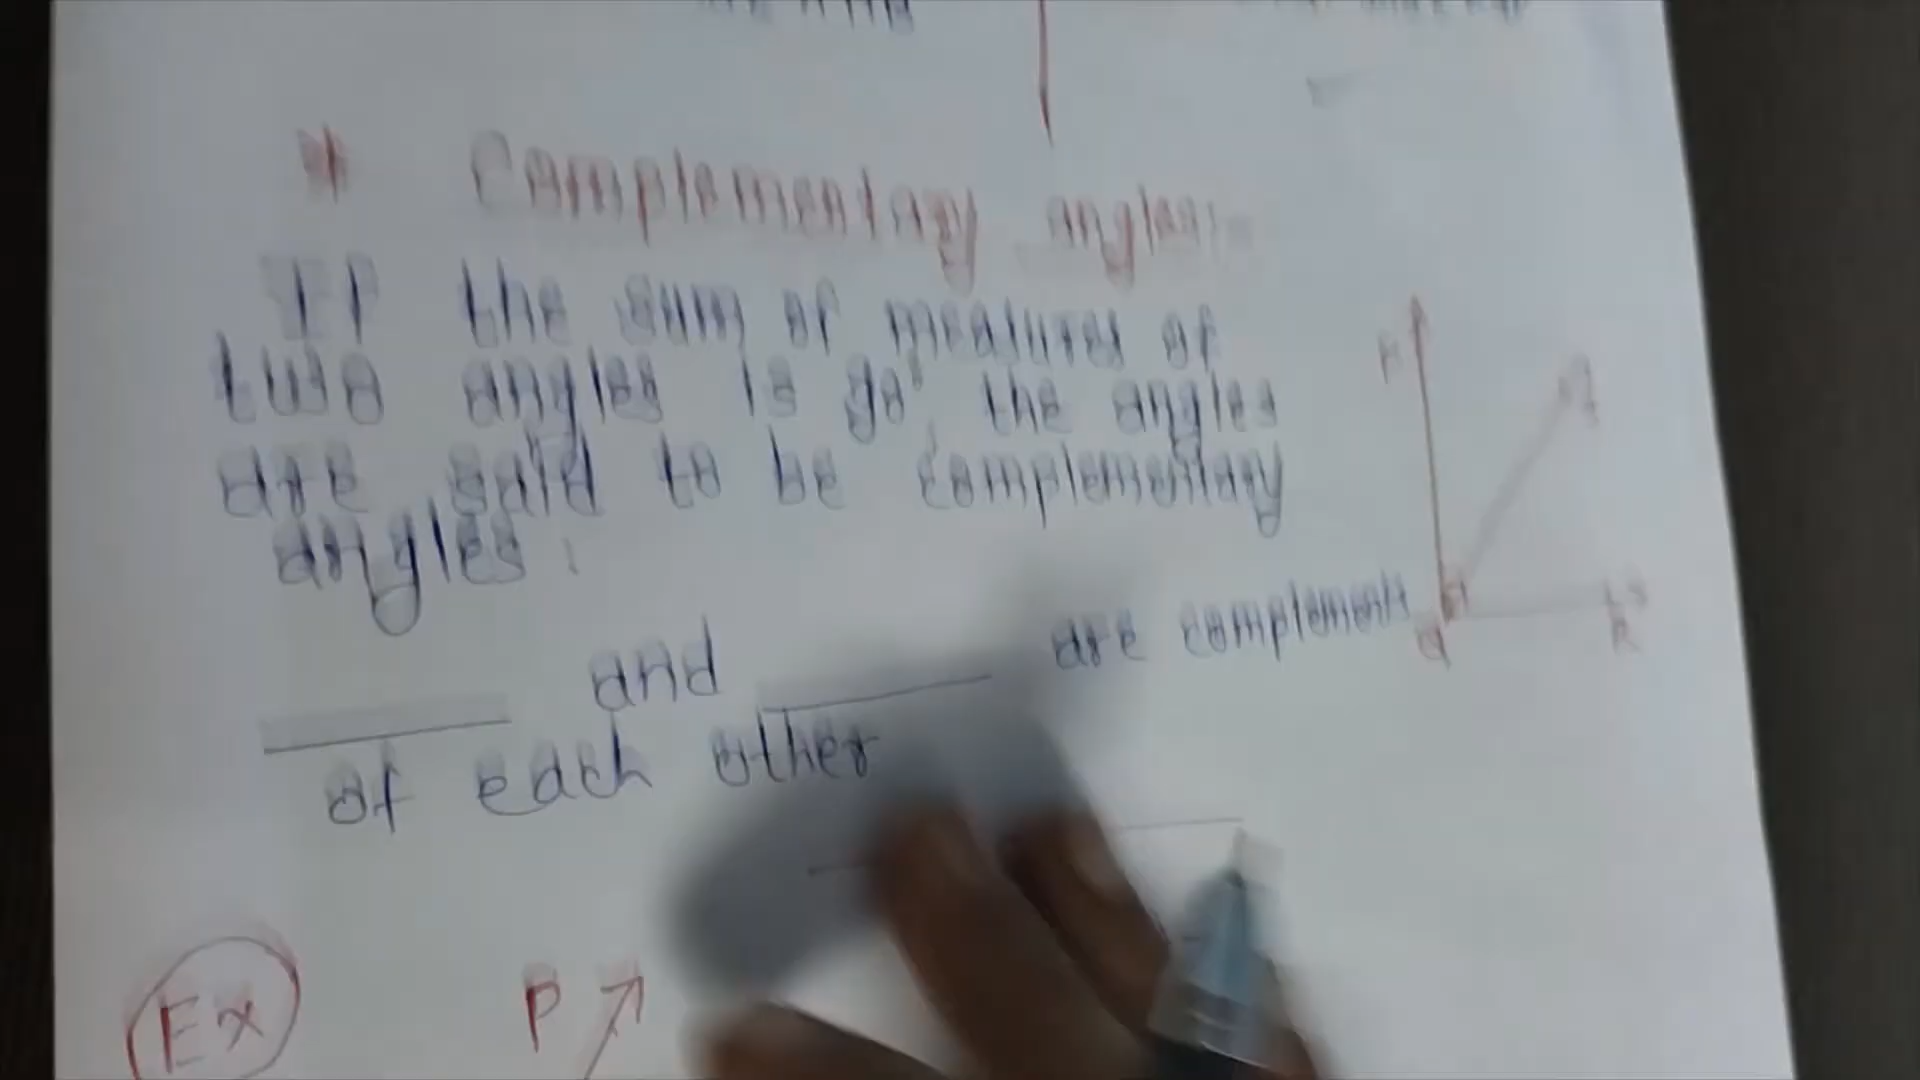 * Complementary angles:-
If the sum of measures of
two angles is 90°, the angles
are said to be complementary
angles.
and are complements
of each other
Q R
Ex P